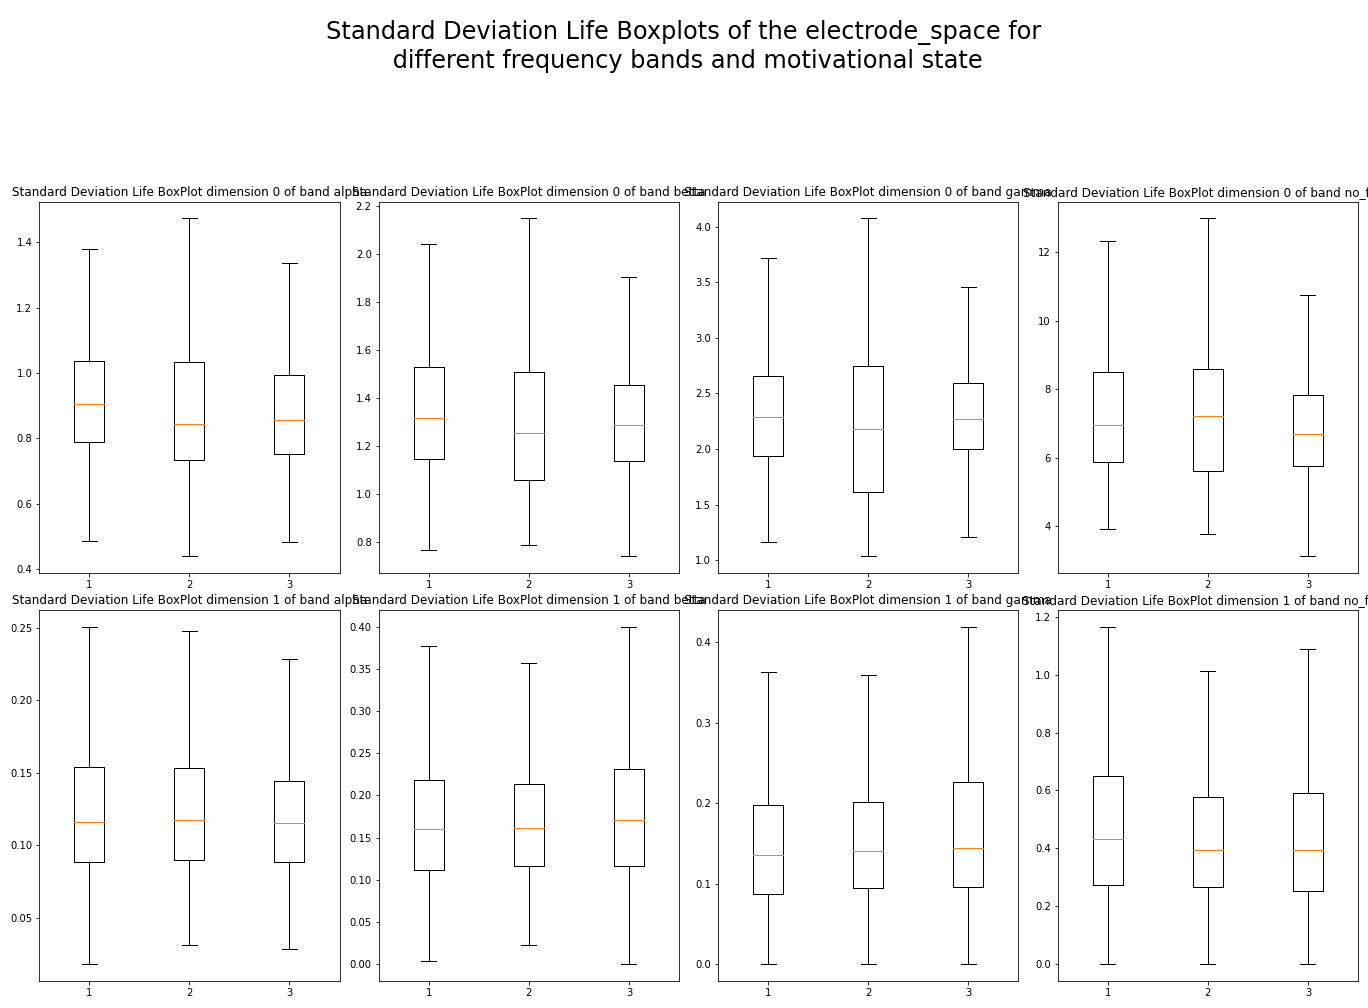 Standard Deviation Life Boxplots of the electrode_space for
different frequency bands and motivational state
Standard Deviation Life BoxPlot dimension 0 of band alpha
1.4
1.2
1.0
0.8
0.6
0.4
1 2 3
Standard Deviation Life BoxPlot dimension 0 of band betta
2.2
2.0
1.8
1.6
1.4
1.2
1.0
0.8
1 2 3
Standard Deviation Life BoxPlot dimension 0 of band gamma
4.0
3.5
3.0
2.5
2.0
1.5
1.0
1 2 3
Standard Deviation Life BoxPlot dimension 0 of band no_f
12
10
8
6
4
1 2 3
Standard Deviation Life BoxPlot dimension 1 of band alpha
0.25
0.20
0.15
0.10
0.05
1 2 3
Standard Deviation Life BoxPlot dimension 1 of band betta
0.40
0.35
0.30
0.25
0.20
0.15
0.10
0.05
0.00
1 2 3
Standard Deviation Life BoxPlot dimension 1 of band gamma
0.4
0.3
0.2
0.1
0.0
1 2 3
Standard Deviation Life BoxPlot dimension 1 of band no_f
1.2
1.0
0.8
0.6
0.4
0.2
0.0
1 2 3